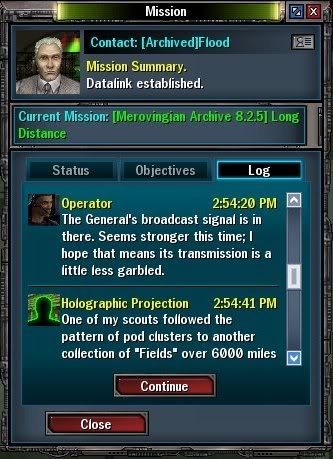 Mission
Contact: [Archived]Flood
Mission Summary.
Datalink established.
Current Mission: [Merovingian Archive 8.2.5] Long
Distance
Status
Objectives
Log
Operator 2:54:20 PM
The General's broadcast signal is in
there. Seems stronger this time; I
hope that means its transmission is a
little less garbled.
Holographic Projection 2:54:41 PM
One of my scouts followed the
pattern of pod clusters to another
collection of "Fields" over 6000 miles
Continue
Close